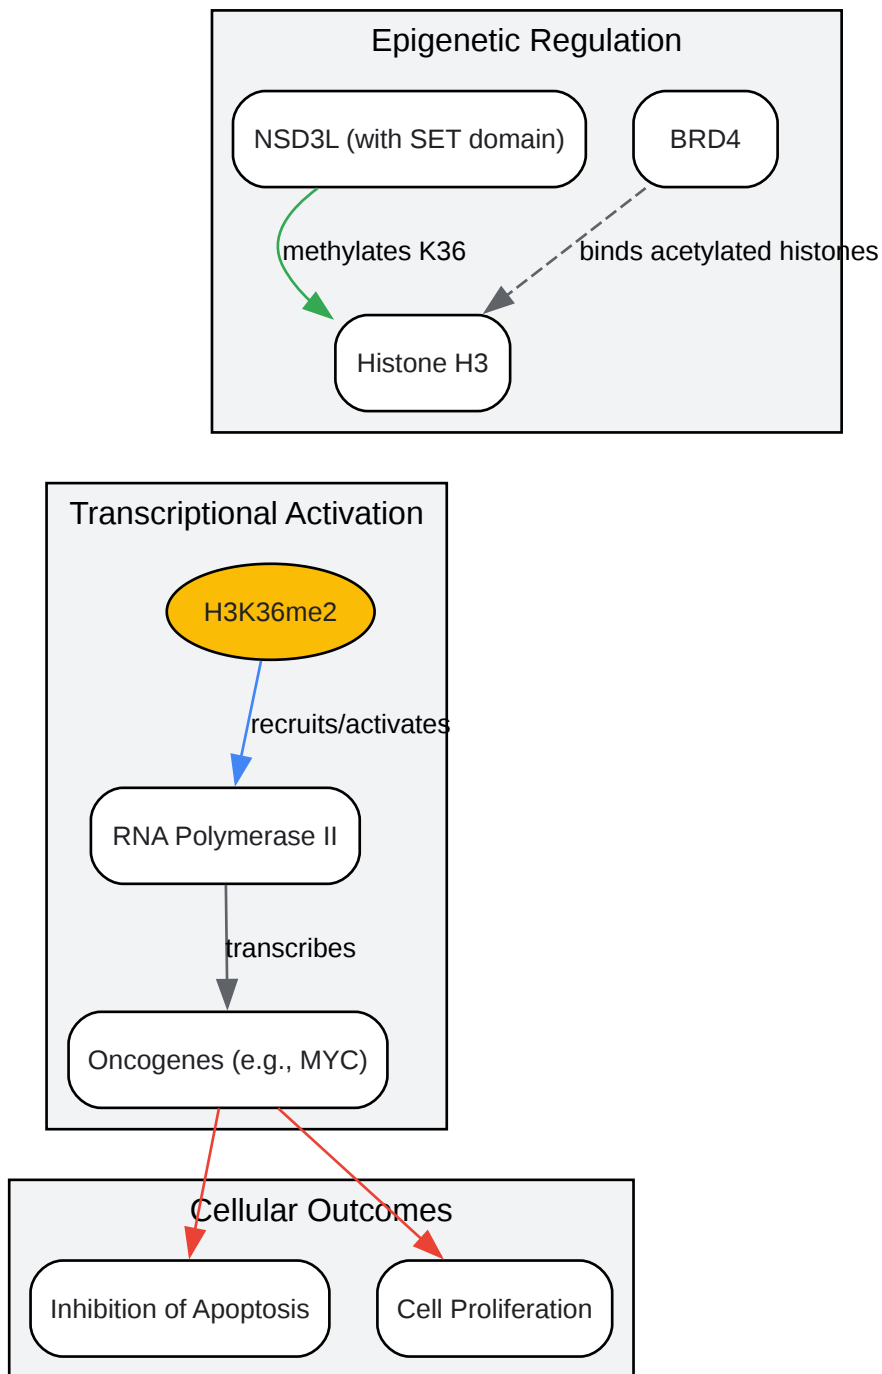 Epigenetic Regulation
NSD3L (with SET domain)
BRD4
methylates K36
binds acetylated histones
Histone H3
Transcriptional Activation
H3K36me2
recruits/activates
RNA Polymerase II
transcribes
Oncogenes (e.g., MYC)
Cellular Outcomes
Inhibition of Apoptosis
Cell Proliferation